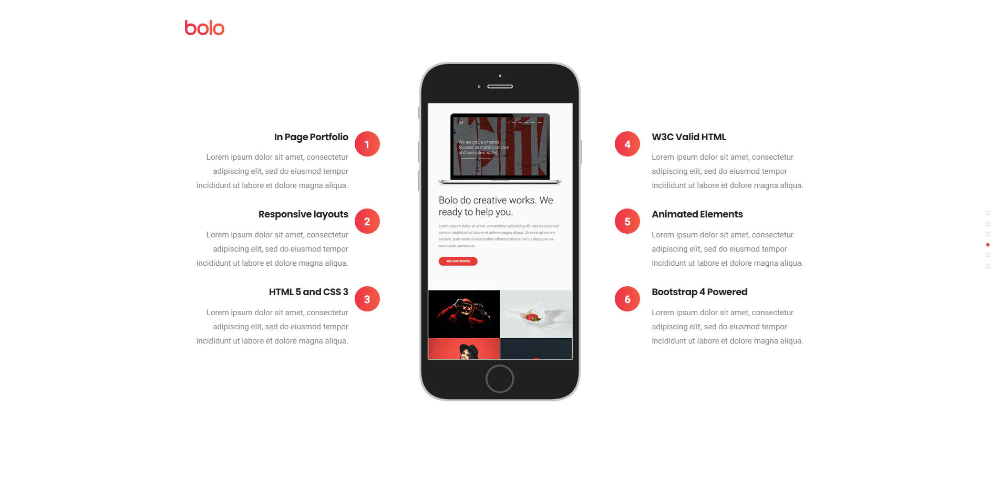 bolo
In Page Portfolio
1
Lorem ipsum dolor sit amet, consectetur
adipiscing elit, sed do eiusmod tempor
incididunt ut labore et dolore magna aliqua.
Responsive layouts
2
Lorem ipsum dolor sit amet, consectetur
adipiscing elit, sed do eiusmod tempor
incididunt ut labore et dolore magna aliqua.
HTML 5 and CSS 3
3
Lorem ipsum dolor sit amet, consectetur
adipiscing elit, sed do eiusmod tempor
incididunt ut labore et dolore magna aliqua.
bolo
We are group of nerds
focused on making creative
and innovative works
Bolo do creative works. We
ready to help you.
Lorem ipsum dolor sit amet, consectetur adipiscing elit, sed do eiusmod
tempor incididunt ut labore et dolore magna aliqua. Ut enim ad minim
veniam, quis nostrud exercitation ullamco laboris nisi ut aliquip ex ea
commodo consequat.
SEE OUR WORKS
4
W3C Valid HTML
Lorem ipsum dolor sit amet, consectetur
adipiscing elit, sed do eiusmod tempor
incididunt ut labore et dolore magna aliqua.
5
Animated Elements
Lorem ipsum dolor sit amet, consectetur
adipiscing elit, sed do eiusmod tempor
incididunt ut labore et dolore magna aliqua.
6
Bootstrap 4 Powered
Lorem ipsum dolor sit amet, consectetur
adipiscing elit, sed do eiusmod tempor
incididunt ut labore et dolore magna aliqua.